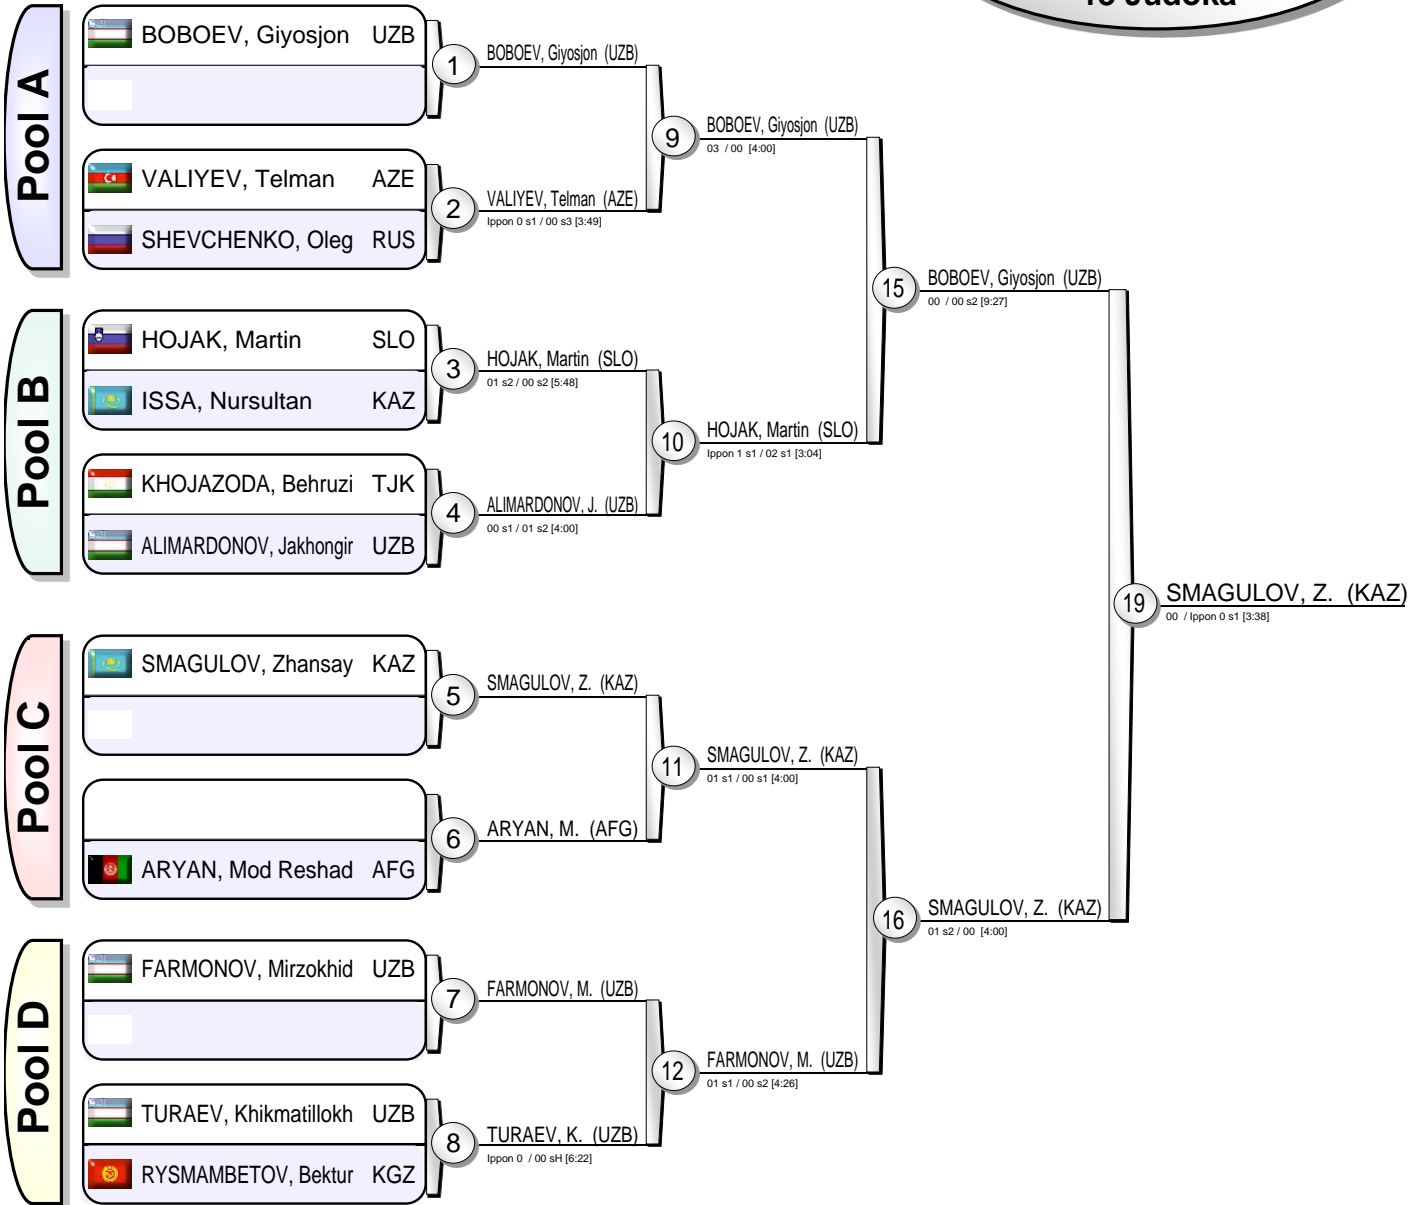 Pool A
BOBOEV, Giyosjon UZB
VALIYEV, Telman AZE
SHEVCHENKO, Oleg RUS
1
BOBOEV, Giyosjon (UZB)
2
VALIYEV, Telman (AZE)
Ippon 0 s1 / 00 s3 [3:49]
9
BOBOEV, Giyosjon (UZB)
03 / 00 [4:00]
Pool B
HOJAK, Martin SLO
ISSA, Nursultan KAZ
KHOJAZODA, Behruzi TJK
ALIMARDONOV, Jakhongir UZB
3
HOJAK, Martin (SLO)
01 s2 / 00 s2 [5:48]
4
ALIMARDONOV, J. (UZB)
00 s1 / 01 s2 [4:00]
10
HOJAK, Martin (SLO)
Ippon 1 s1 / 02 s1 [3:04]
15
BOBOEV, Giyosjon (UZB)
00 / 00 s2 [9:27]
Pool C
SMAGULOV, Zhansay KAZ
ARYAN, Mod Reshad AFG
5
SMAGULOV, Z. (KAZ)
6
ARYAN, M. (AFG)
11
SMAGULOV, Z. (KAZ)
01 s1 / 00 s1 [4:00]
Pool D
FARMONOV, Mirzokhid UZB
TURAEV, Khikmatillokh UZB
RYSMAMBETOV, Bektur KGZ
7
FARMONOV, M. (UZB)
8
TURAEV, K. (UZB)
Ippon 0 / 00 sH [6:22]
12
FARMONOV, M. (UZB)
01 s1 / 00 s2 [4:26]
16
SMAGULOV, Z. (KAZ)
01 s2 / 00 [4:00]
19
SMAGULOV, Z. (KAZ)
00 / Ippon 0 s1 [3:38]